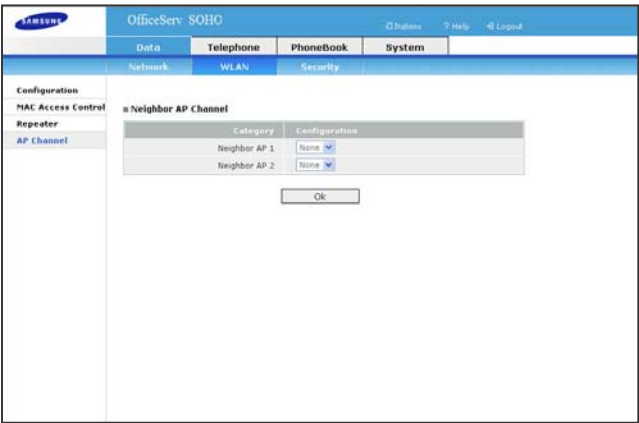 SAMSUNG
OfficeServ SOHO
Italiano ? Help Logout
Data Telephone PhoneBook System
Network WLAN Security
Configuration
MAC Access Control
Repeater
AP Channel
Neighbor AP Channel
Category Configuration
Neighbor AP 1 None
Neighbor AP 2 None
Ok